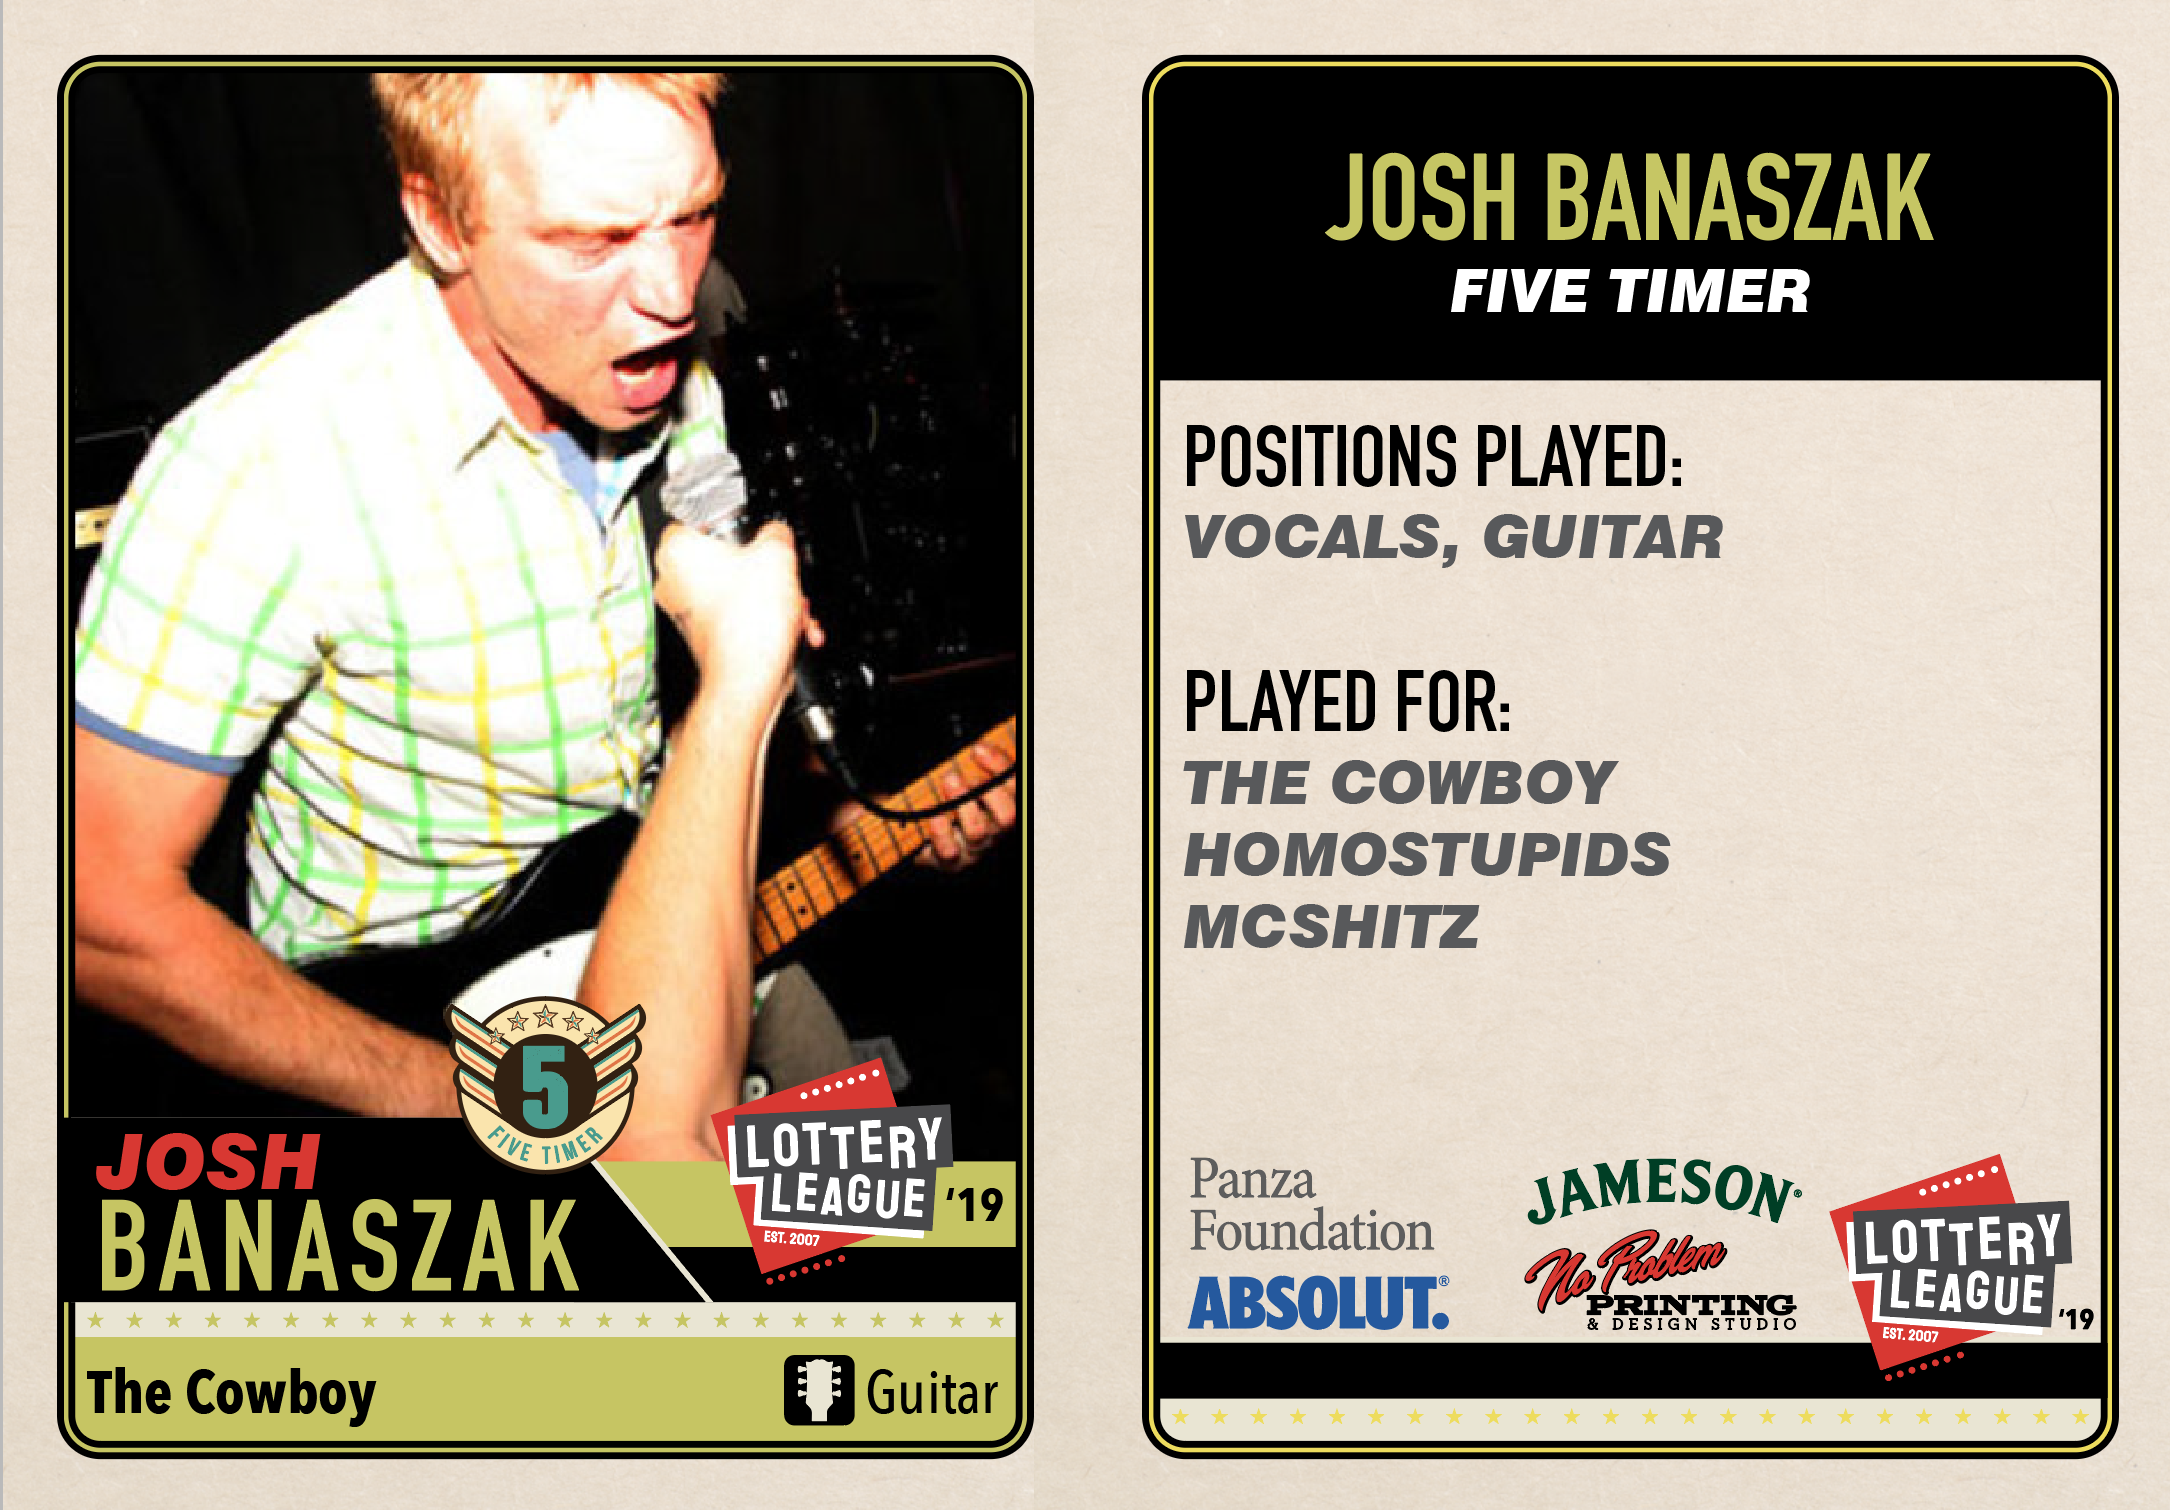 5
FIVE TIMER
JOSH
BANASZAK
LOTTERY
LEAGUE
EST. 2007
'19
The Cowboy
Guitar
JOSH BANASZAK
FIVE TIMER
POSITIONS PLAYED:
VOCALS, GUITAR
PLAYED FOR:
THE COWBOY
HOMOSTUPIDS
MCSHITZ
Panza
Foundation
ABSOLUT.®
JAMESON®
No Problem
PRINTING
& DESIGN STUDIO
LOTTERY
LEAGUE
EST. 2007
'19